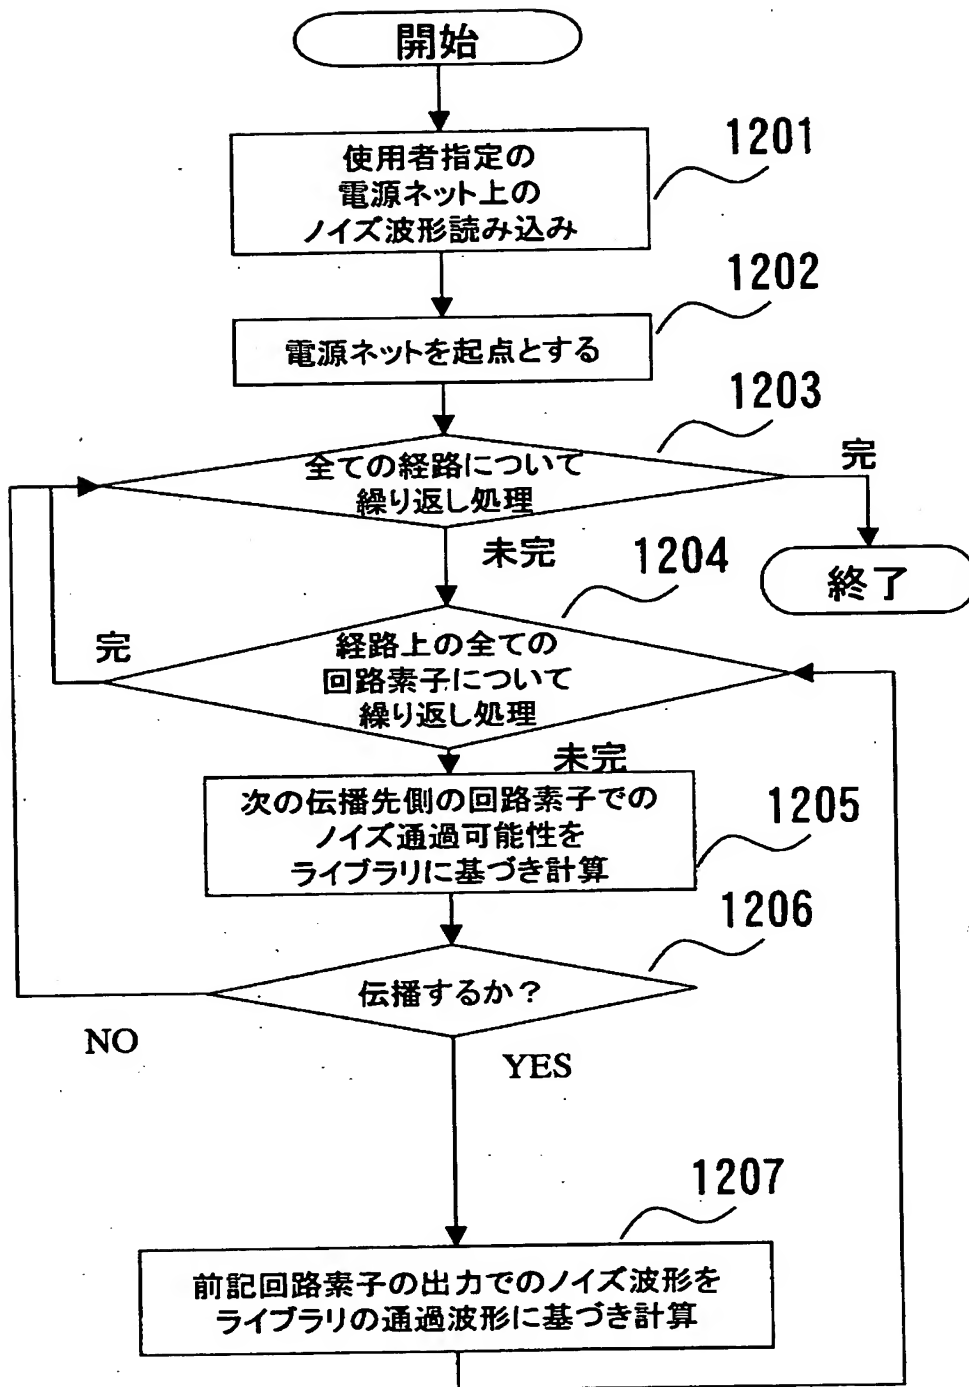 開始
1201
使用者指定の
電源ネット上の
ノイズ波形読み込み
1202
電源ネットを起点とする
1203
全ての経路について
繰り返し処理
完
未完
終了
1204
経路上の全ての
回路素子について
繰り返し処理
完
未完
1205
次の伝播先側の回路素子での
ノイズ通過可能性を
ライブラリに基づき計算
1206
伝播するか？
NO
YES
1207
前記回路素子の出力でのノイズ波形を
ライブラリの通過波形に基づき計算